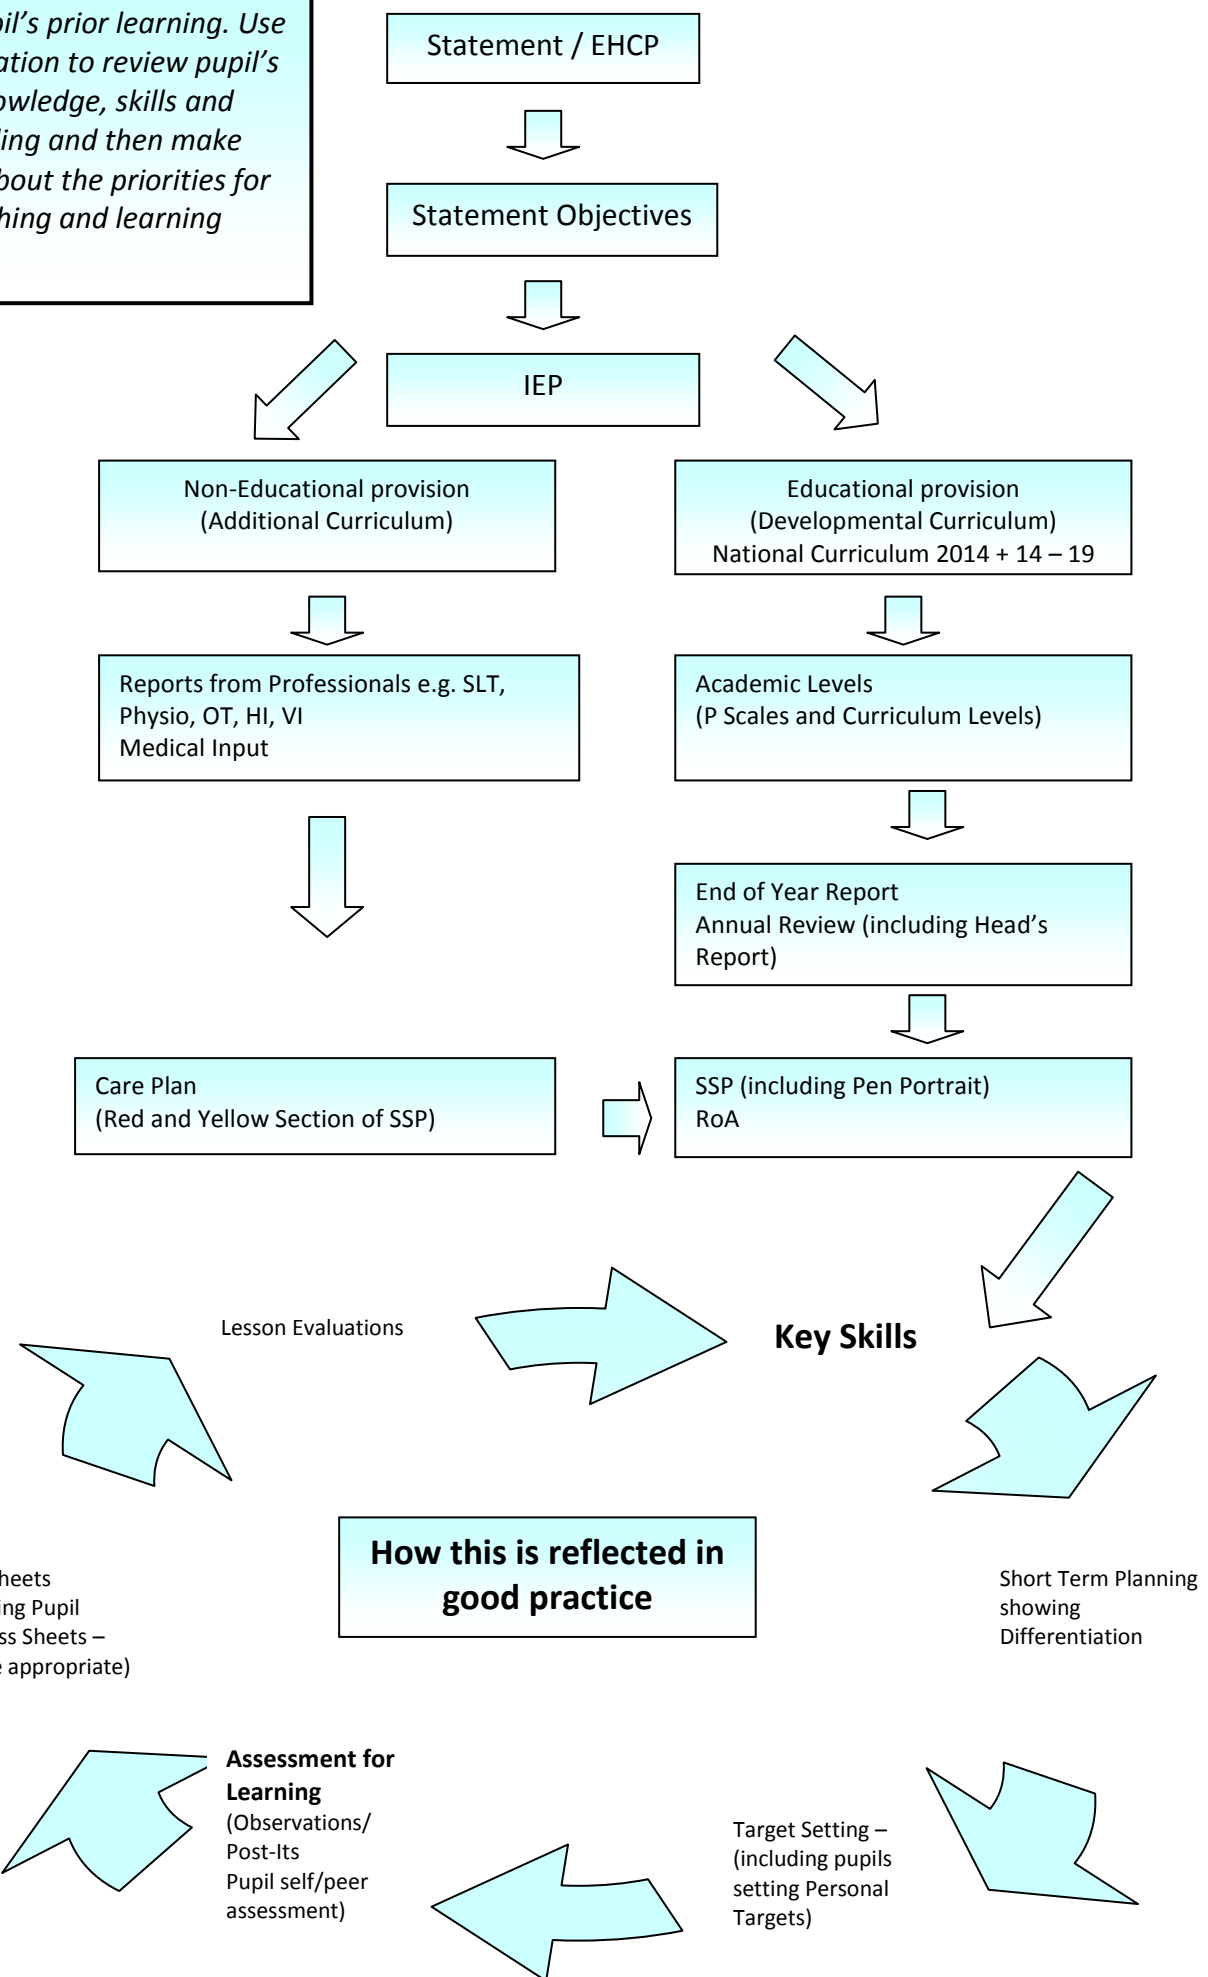 pil's prior learning. Use
ation to review pupil's
owledge, skills and
ling and then make
bout the priorities for
hing and learning
Statement / EHCP
Statement Objectives
IEP
Non-Educational provision
(Additional Curriculum)
Educational provision
(Developmental Curriculum)
National Curriculum 2014 + 14 – 19
Reports from Professionals e.g. SLT,
Physio, OT, HI, VI
Medical Input
Academic Levels
(P Scales and Curriculum Levels)
End of Year Report
Annual Review (including Head's
Report)
Care Plan
(Red and Yellow Section of SSP)
SSP (including Pen Portrait)
RoA
Lesson Evaluations
Key Skills
How this is reflected in
good practice
Short Term Planning
showing
Differentiation
heets
ing Pupil
ss Sheets –
e appropriate)
Assessment for
Learning
(Observations/
Post-Its
Pupil self/peer
assessment)
Target Setting –
(including pupils
setting Personal
Targets)